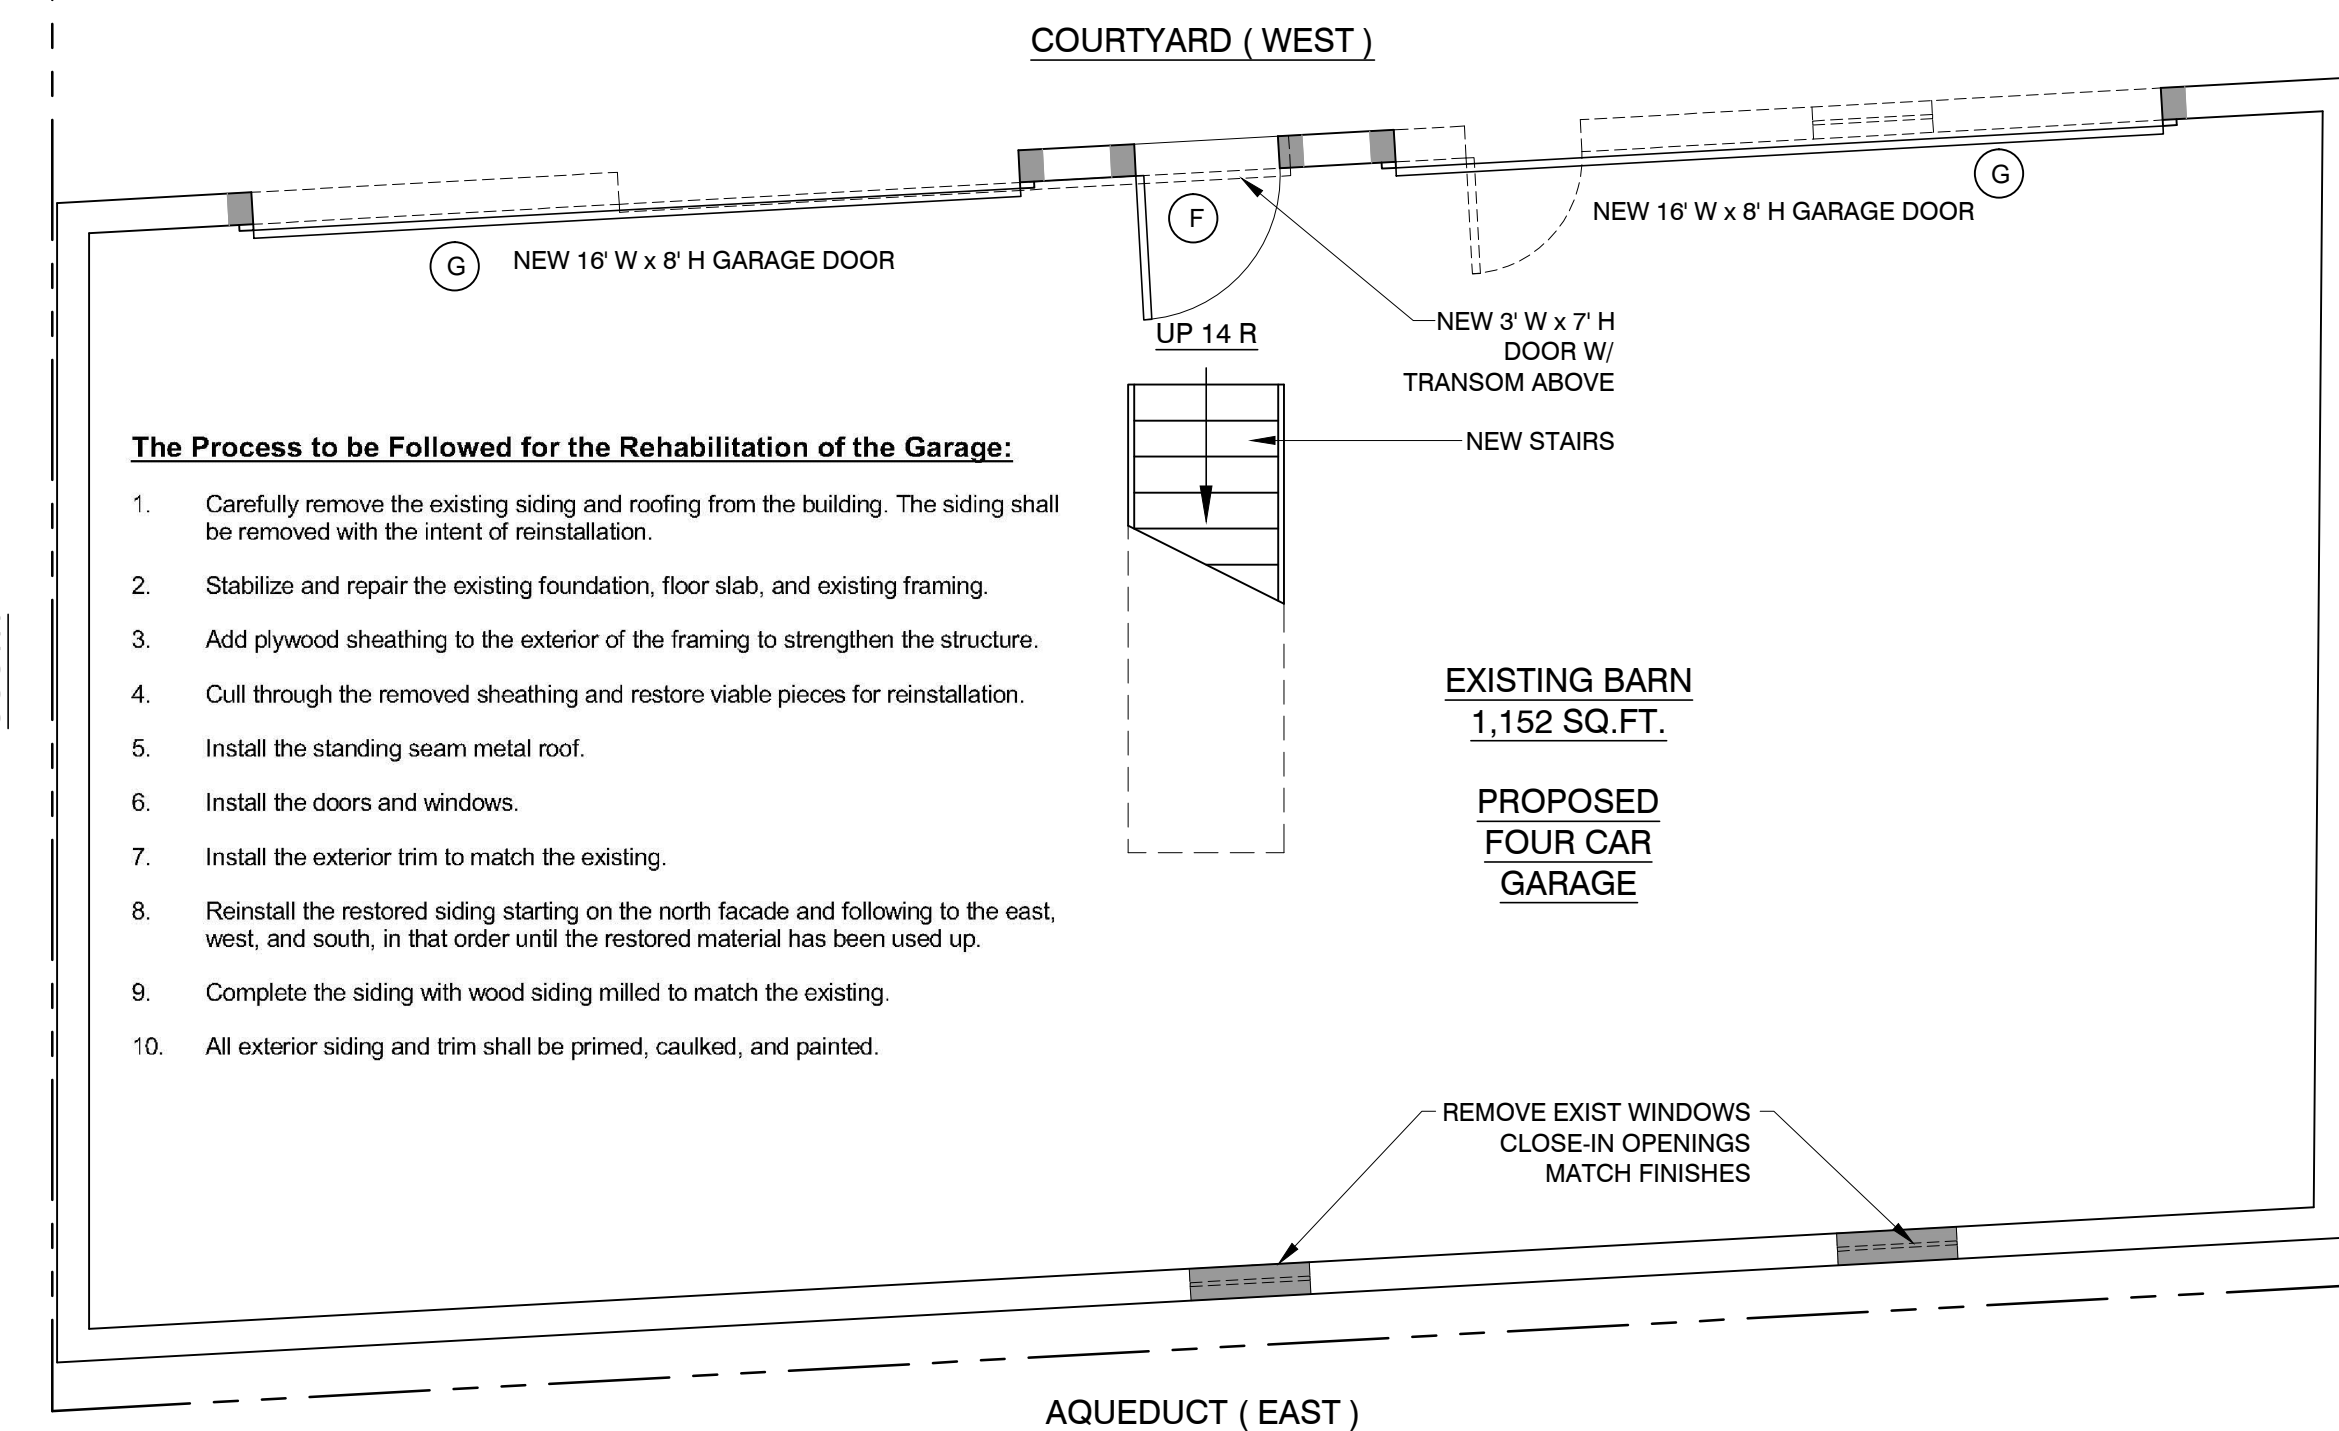 COURTYARD ( WEST )
G
NEW 16' W x 8' H GARAGE DOOR
F
G
NEW 16' W x 8' H GARAGE DOOR
UP 14 R
NEW 3' W x 7' H
DOOR W/
TRANSOM ABOVE
NEW STAIRS
The Process to be Followed for the Rehabilitation of the Garage:
1. Carefully remove the existing siding and roofing from the building. The siding shall
be removed with the intent of reinstallation.
2. Stabilize and repair the existing foundation, floor slab, and existing framing.
3. Add plywood sheathing to the exterior of the framing to strengthen the structure.
4. Cull through the removed sheathing and restore viable pieces for reinstallation.
5. Install the standing seam metal roof.
6. Install the doors and windows.
7. Install the exterior trim to match the existing.
8. Reinstall the restored siding starting on the north facade and following to the east,
west, and south, in that order until the restored material has been used up.
9. Complete the siding with wood siding milled to match the existing.
10. All exterior siding and trim shall be primed, caulked, and painted.
EXISTING BARN
1,152 SQ.FT.
PROPOSED
FOUR CAR
GARAGE
REMOVE EXIST WINDOWS
CLOSE-IN OPENINGS
MATCH FINISHES
AQUEDUCT ( EAST )